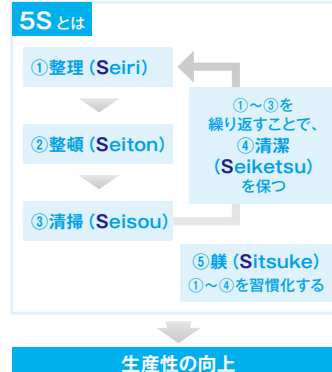 5Sとは
①整理(Seiri)
②整頓(Seiton)
③清掃(Seisou)
①～③を
繰り返すことで、
④清潔
(Seiketsu)
を保つ
⑤躾(Sitsuke)
①～④を習慣化する
生産性の向上